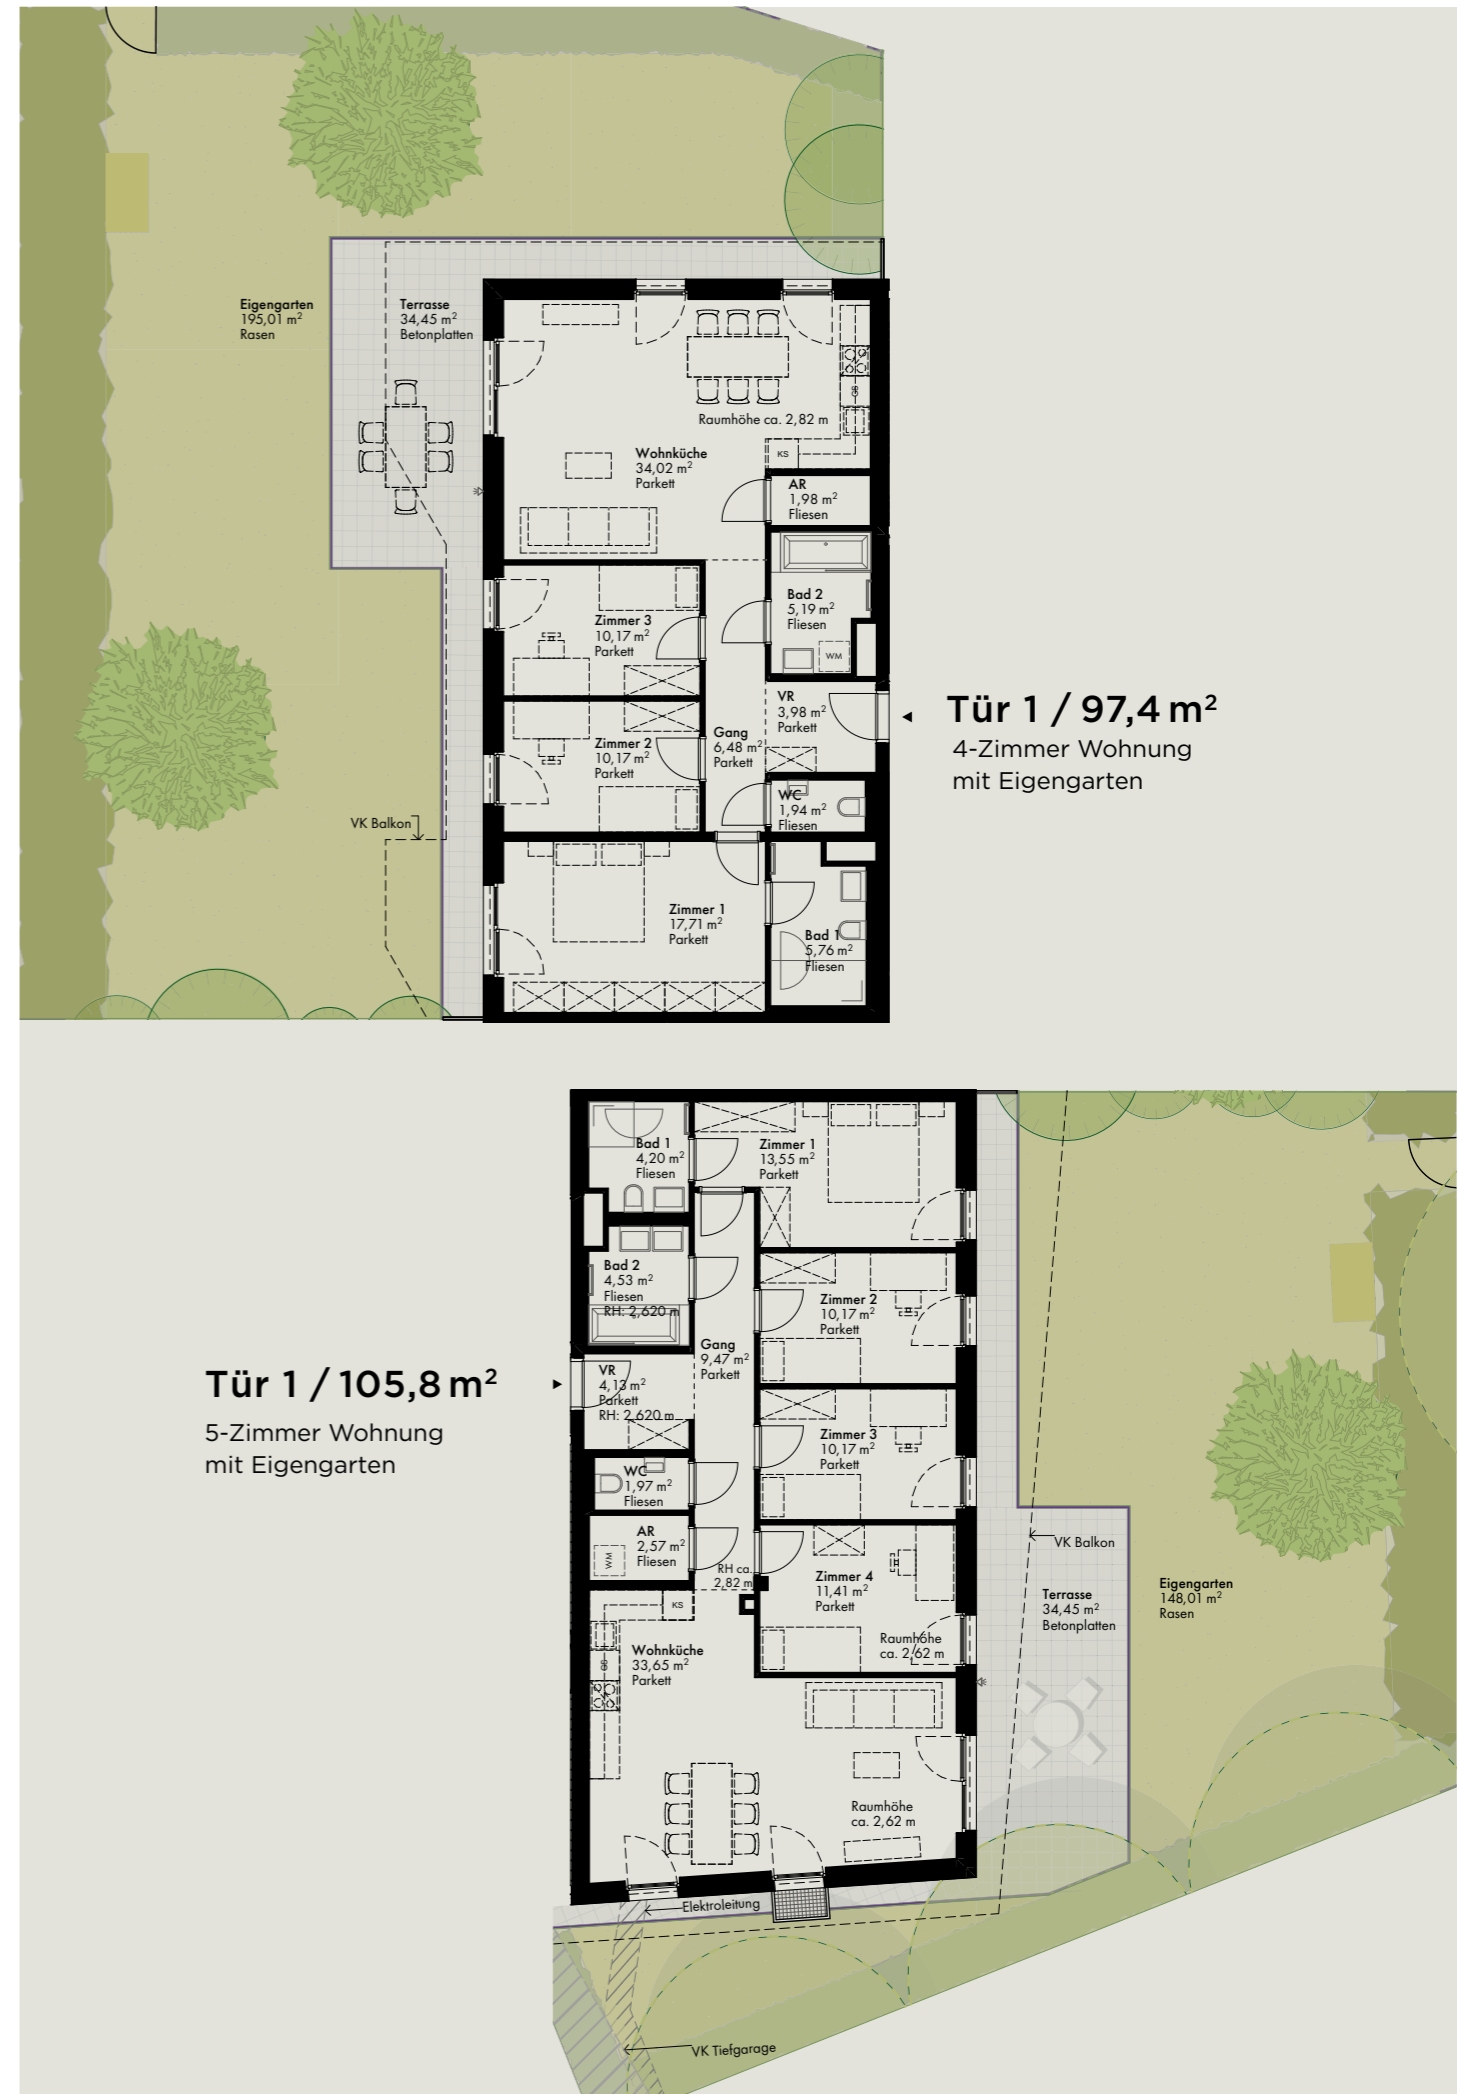 Eigengarten
195,01 m²
Rasen
Terrasse
34,45 m²
Betonplatten
Raumhöhe ca. 2,82 m
GS
KS
Wohnküche
34,02 m²
Parkett
AR
1,98 m²
Fliesen
Bad 2
5,19 m²
Fliesen
WM
Zimmer 3
10,17 m²
Parkett
VR
3,98 m²
Parkett
Gang
6,48 m²
Parkett
Zimmer 2
10,17 m²
Parkett
WC
1,94 m²
Fliesen
VK Balkon
Zimmer 1
17,71 m²
Parkett
Bad 1
5,76 m²
Fliesen
Tür 1 / 97,4 m²
4-Zimmer Wohnung
mit Eigengarten
Bad 1
4,20 m²
Fliesen
Zimmer 1
13,55 m²
Parkett
Bad 2
4,53 m²
Fliesen
RH: 2,620 m
Zimmer 2
10,17 m²
Parkett
Gang
9,47 m²
Parkett
VR
4,13 m²
Parkett
RH: 2,620 m
Tür 1 / 105,8 m²
5-Zimmer Wohnung
mit Eigengarten
Zimmer 3
10,17 m²
Parkett
WC
1,97 m²
Fliesen
AR
2,57 m²
Fliesen
WM
RH ca.
2,82 m
KS
Zimmer 4
11,41 m²
Parkett
Raumhöhe
ca. 2,62 m
VK Balkon
Terrasse
34,45 m²
Betonplatten
Eigengarten
148,01 m²
Rasen
Wohnküche
33,65 m²
Parkett
GS
Raumhöhe
ca. 2,62 m
Elektroleitung
VK Tiefgarage